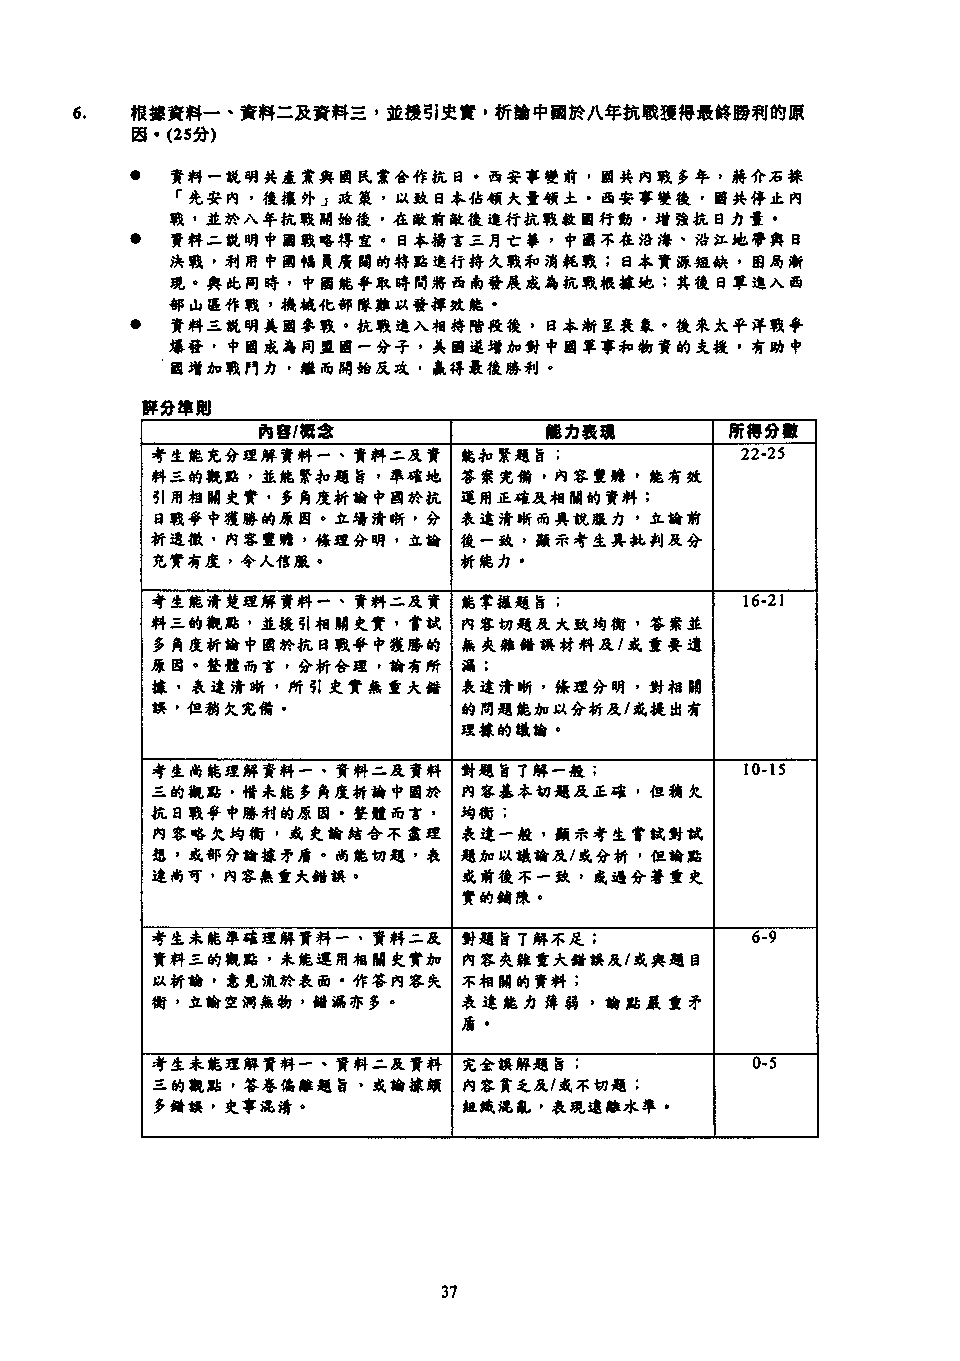 6. 根據資料一、資料二及資料三，並援引史實，析論中國於八年抗戰獲得最終勝利的原
因。(25分)
● 資料一說明共產黨與國民黨合作抗日。西安事變前，國共內戰多年，蔣介石採
「先安內，後攘外」政策，以致日本佔領大量領土。西安事變後，國共停止內
戰，並於八年抗戰開始後，在敵前敵後進行抗戰救國行動，增強抗日力量。
● 資料二說明中國戰略得宜。日本揚言三月亡華，中國不在沿海、沿江地帶與日
決戰，利用中國幅員廣闊的特點進行持久戰和消耗戰；日本資源短缺，困局漸
現。與此同時，中國能爭取時間將西南發展成為抗戰根據地；其後日軍進入西
部山區作戰，機械化部隊難以發揮效能。
● 資料三說明美國參戰。抗戰進入相持階段後，日本漸呈衰象。後來太平洋戰爭
爆發，中國成為同盟國一分子，美國遂增加對中國軍事和物資的支援，有助中
國增加戰鬥力，繼而開始反攻，贏得最後勝利。
評分準則
內容/概念 能力表現 所得分數
考生能充分理解資料一、資料二及資
料三的觀點，並能緊扣題旨，準確地
引用相關史實，多角度析論中國於抗
日戰爭中獲勝的原因。立場清晰，分
析透徹，內容豐贍，條理分明，立論
充實有度，令人信服。
能扣緊題旨；
答案完備，內容豐贍，能有效
運用正確及相關的資料；
表達清晰而具說服力，立論前
後一致，顯示考生具批判及分
析能力。
22-25
考生能清楚理解資料一、資料二及資
料三的觀點，並援引相關史實，嘗試
多角度析論中國於抗日戰爭中獲勝的
原因。整體而言，分析合理，論有所
據，表達清晰，所引史實無重大錯
誤，但稍欠完備。
能掌握題旨；
內容切題及大致均衡，答案並
無夾雜錯誤材料及/或重要遺
漏；
表達清晰，條理分明，對相關
的問題能加以分析及/或提出有
理據的議論。
16-21
考生尚能理解資料一、資料二及資料
三的觀點，惜未能多角度析論中國於
抗日戰爭中勝利的原因。整體而言，
內容略欠均衡，或史論結合不盡理
想，或部分論據矛盾。尚能切題，表
達尚可，內容無重大錯誤。
對題旨了解一般；
內容基本切題及正確，但稍欠
均衡；
表達一般，顯示考生嘗試對試
題加以議論及/或分析，但論點
或前後不一致，或過分著重史
實的鋪陳。
10-15
考生未能準確理解資料一、資料二及
資料三的觀點，未能運用相關史實加
以析論，意見流於表面。作答內容失
衡，立論空洞無物，錯漏亦多。
對題旨了解不足；
內容夾雜重大錯誤及/或與題目
不相關的資料；
表達能力薄弱，論點嚴重矛
盾。
6-9
考生未能理解資料一、資料二及資料
三的觀點，答卷偏離題旨，或論據頗
多錯誤，史事混淆。
完全誤解題旨；
內容貧乏及/或不切題；
組織混亂，表現遠離水準。
0-5
37